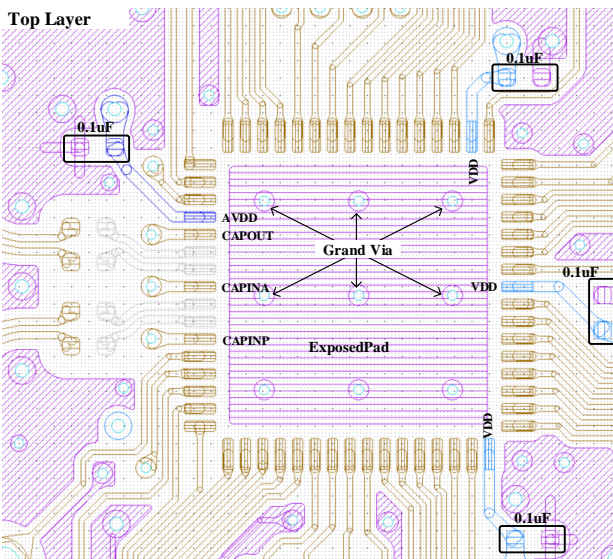 Top Layer
0.1uF
0.1uF
VDD
AVDD
CAPOUT
Grand Via
0.1uF
CAPINA
VDD
CAPINP
ExposedPad
VDD
0.1uF